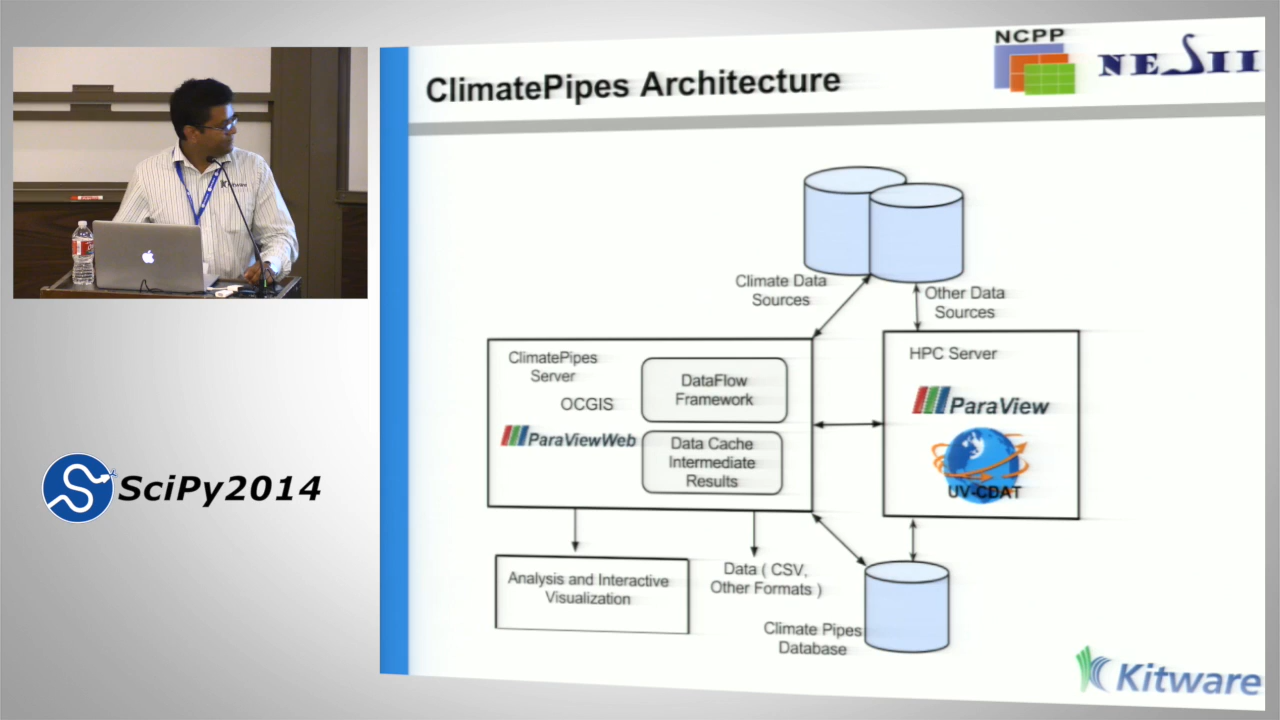 ClimatePipes Architecture
NCPP
NESII
Kitware
Climate Data
Sources
Other Data
Sources
ClimatePipes
Server
OCGIS
ParaViewWeb
DataFlow
Framework
Data Cache
Intermediate
Results
HPC Server
ParaView
UV-CDAT
SciPy2014
Analysis and Interactive
Visualization
Data ( CSV,
Other Formats )
Climate Pipes
Database
Kitware